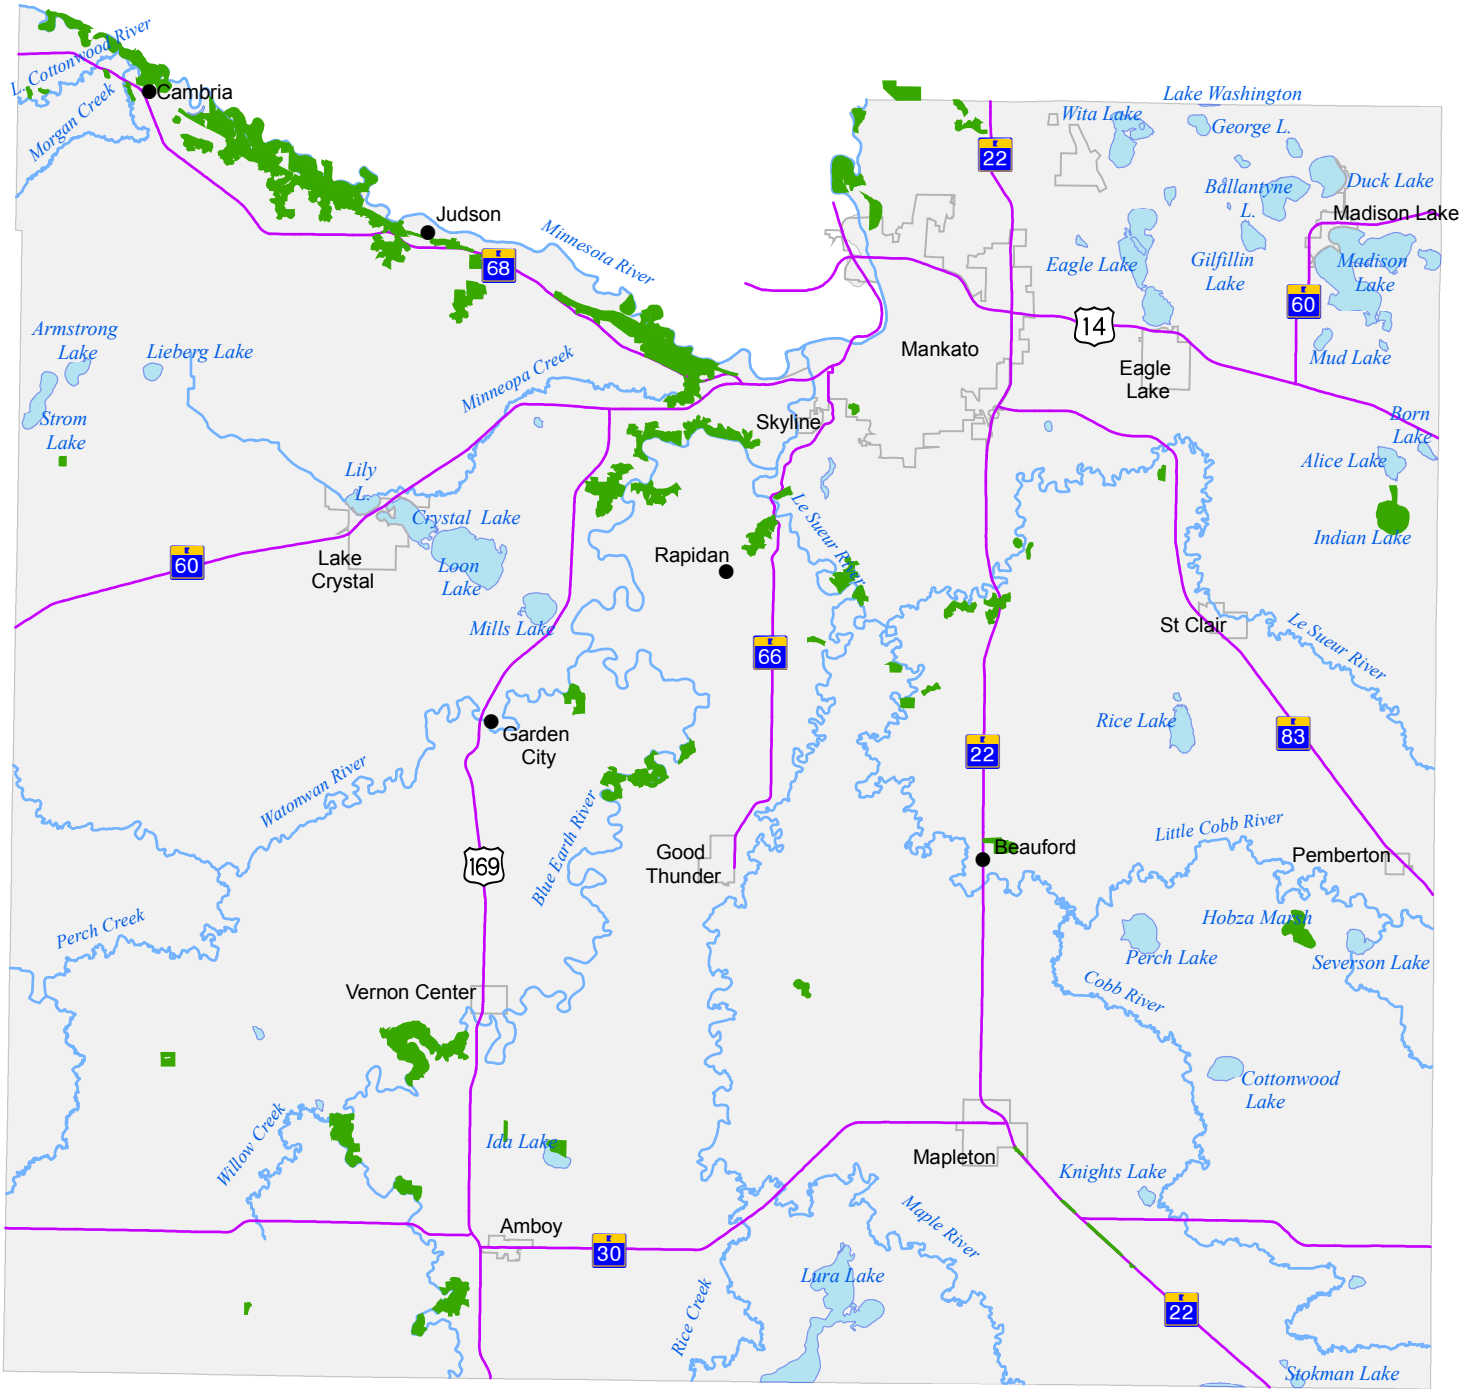 L. Cottonwood River
Cambria
Morgan Creek
Lake Washington
Wita Lake
George L.
22
Duck Lake
Ballantyne
L.
Madison Lake
Judson
Minnesota River
68
Eagle Lake
Gilfillin
Lake
Madison
Lake
60
14
Armstrong
Lake
Lieberg Lake
Mankato
Mud Lake
Eagle
Lake
Minneopa Creek
Strom
Lake
Skyline
Born
Lake
Alice Lake
Lily
L.
Crystal Lake
Le Sueur River
Indian Lake
60
Lake
Crystal
Loon
Lake
Rapidan
Mills Lake
66
St Clair
Le Sueur River
Rice Lake
83
Garden
City
22
Watonwan River
Blue Earth River
169
Good
Thunder
Beauford
Little Cobb River
Pemberton
Perch Creek
Hobza Marsh
Perch Lake
Severson Lake
Vernon Center
Cobb River
Cottonwood
Lake
Willow Creek
Ida Lake
Mapleton
Knights Lake
Amboy
30
Maple River
Lura Lake
Rice Creek
22
Stokman Lake